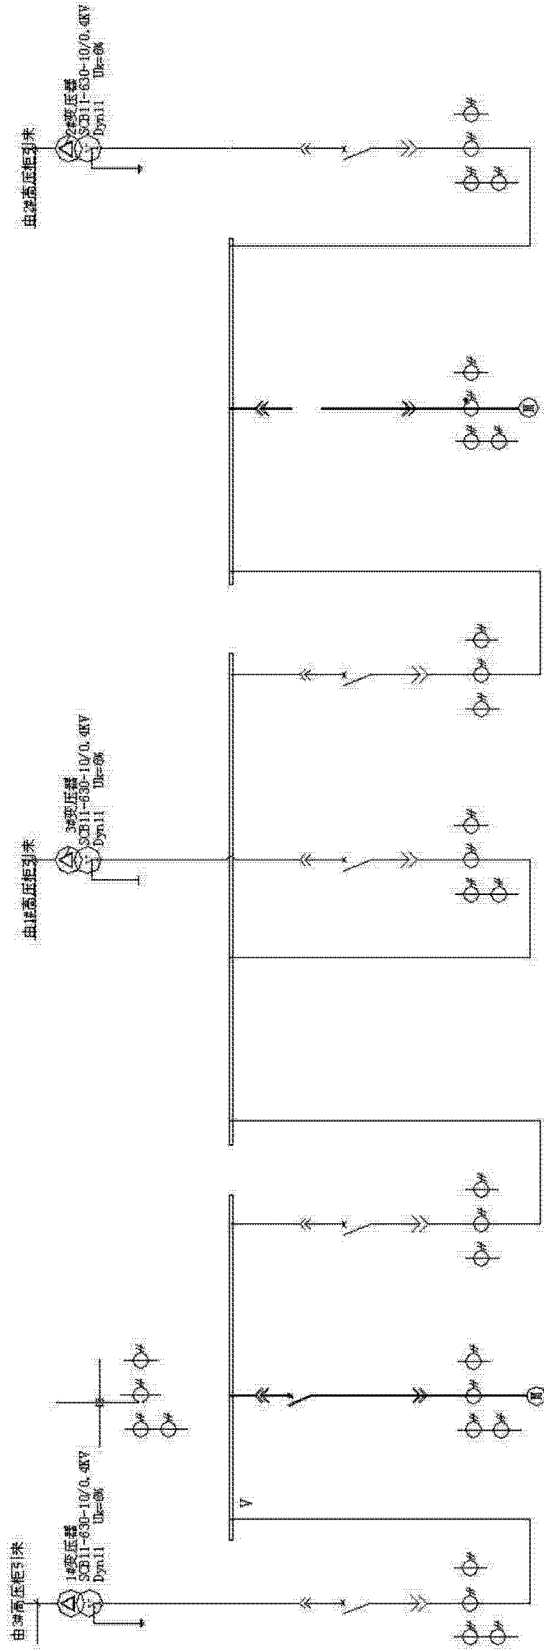 由3#高压柜引来
1#变压器
SCB11-630-10/0.4KV
Dyn11 Uk=6%
V
M
由1#高压柜引来
3#变压器
SCB11-630-10/0.4KV
Dyn11 Uk=6%
由2#高压柜引来
2#变压器
SCB11-630-10/0.4KV
Dyn11 Uk=6%
M